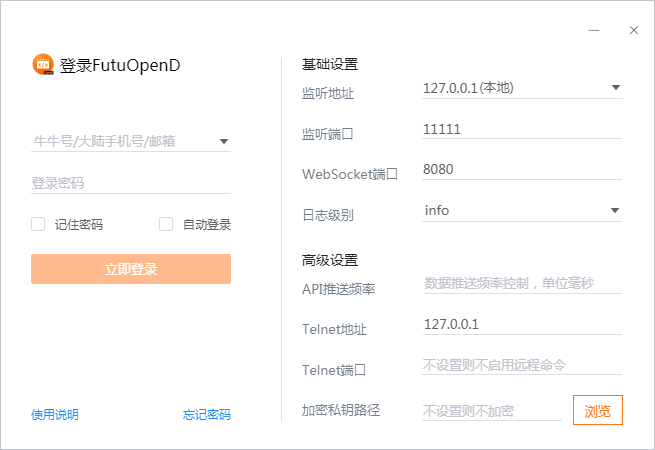 登录FutuOpenD
牛牛号/大陆手机号/邮箱
登录密码
记住密码 自动登录
立即登录
使用说明 忘记密码
基础设置
监听地址 127.0.0.1(本地)
监听端口 11111
WebSocket端口 8080
日志级别 info
高级设置
API推送频率 数据推送频率控制，单位毫秒
Telnet地址 127.0.0.1
Telnet端口 不设置则不启用远程命令
加密私钥路径 不设置则不加密 浏览